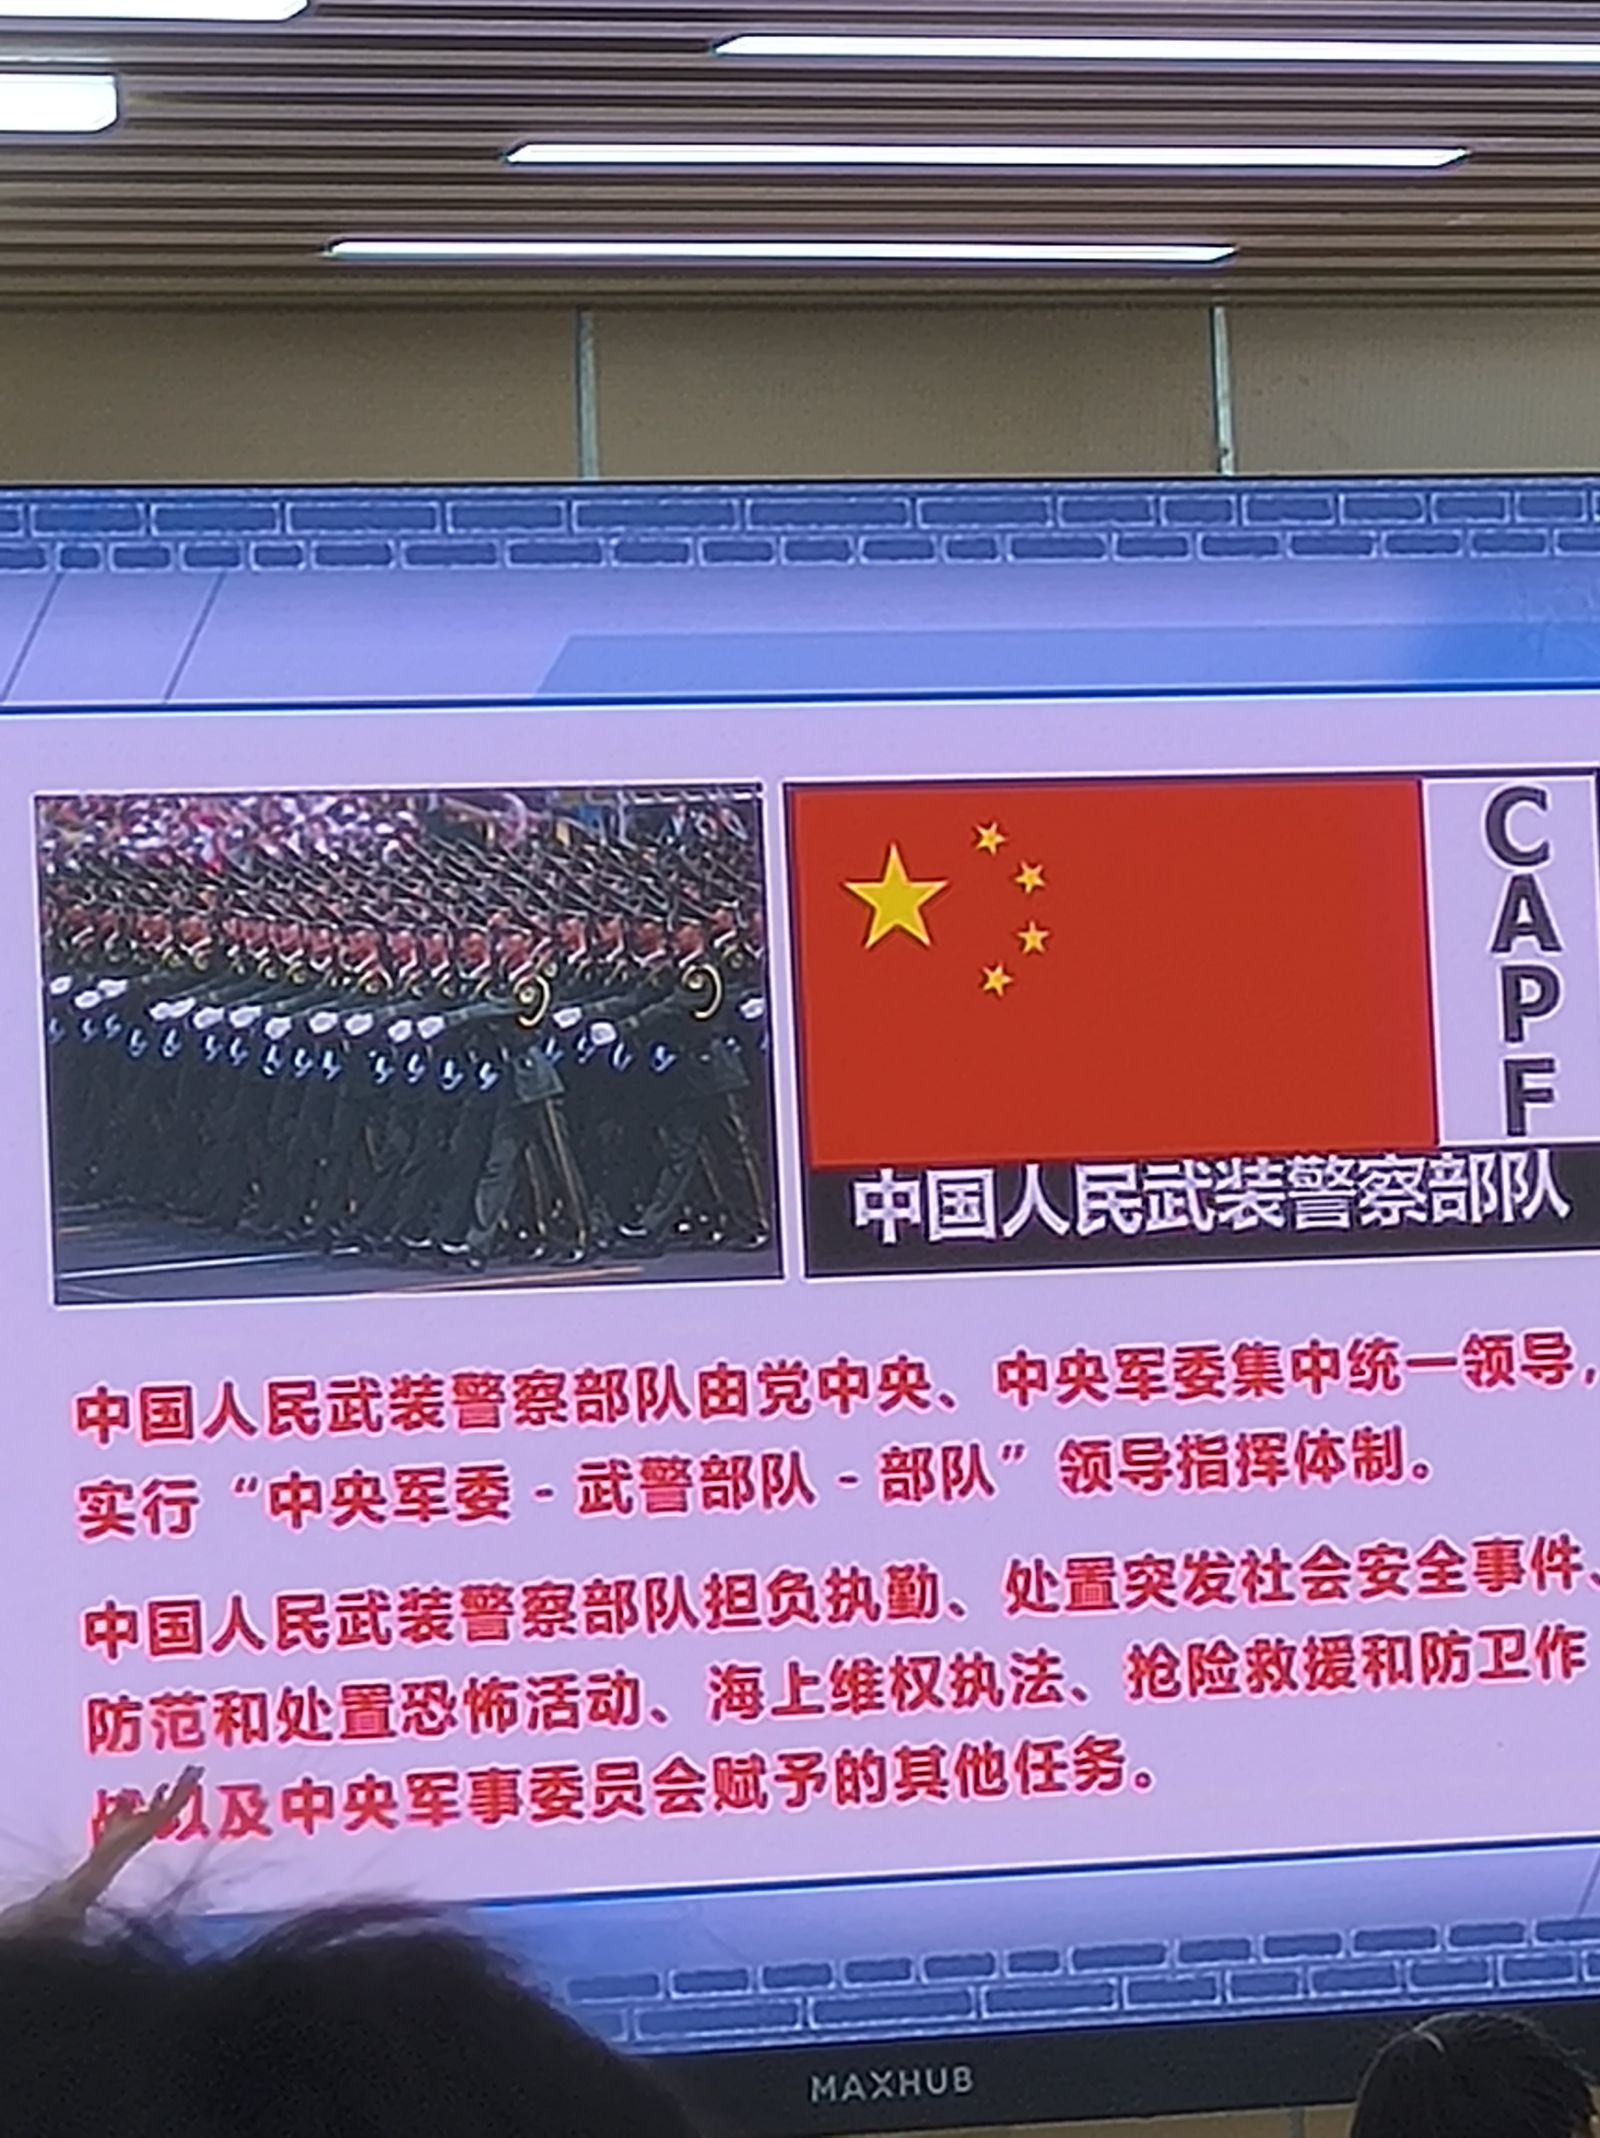 C
A
P
F
中国人民武装警察部队
中国人民武装警察部队由党中央、中央军委集中统一领导，
实行“中央军委-武警部队-部队”领导指挥体制。
中国人民武装警察部队担负执勤、处置突发社会安全事件、
防范和处置恐怖活动、海上维权执法、抢险救援和防卫作
战以及中央军事委员会赋予的其他任务。
MAXHUB